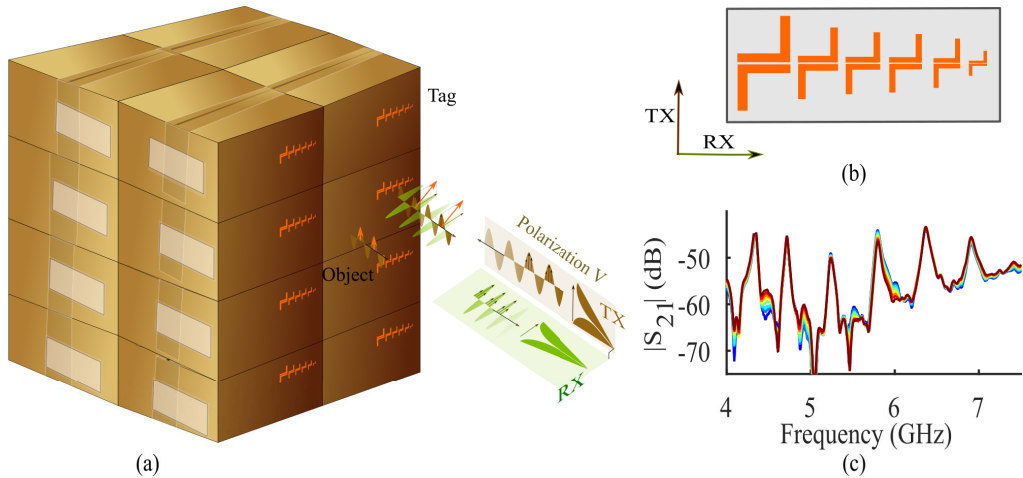 Tag
Object
Polarization V
TX
RX
(a)
TX
RX
(b)
|S21| (dB)
-50
-60
-70
4
5
6
7
Frequency (GHz)
(c)